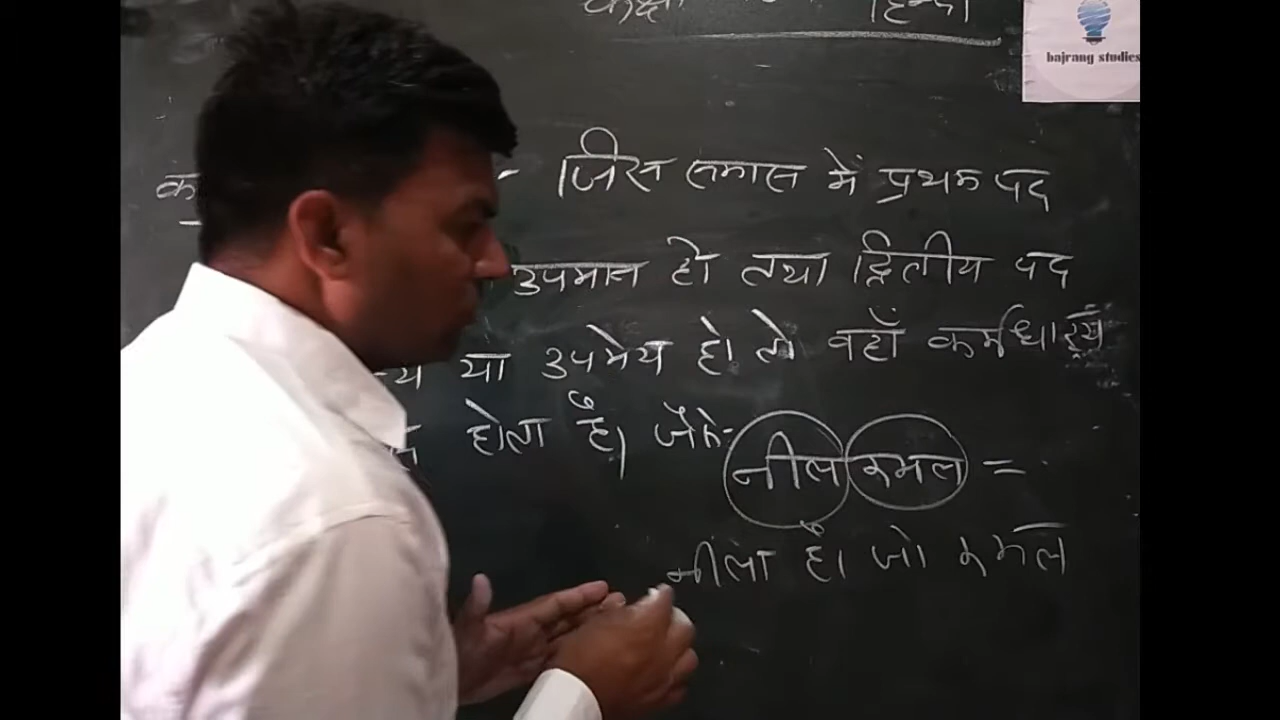 हिन्दी
bajrang studies
- जिस समास में प्रथम पद
उपमान हो तथा द्वितीय पद
या उपमेय हो तो वहाँ कर्मधारय
होता है। जैसे-
नील कमल =
नीला है। जो कमल